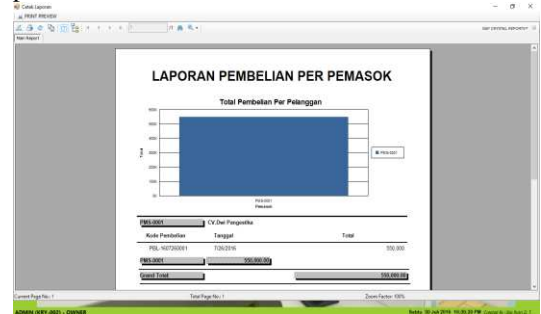 Cetak Laporan
PRINT PREVIEW
SAP CRYSTAL REPORTS®
Main Report
LAPORAN PEMBELIAN PER PEMASOK
Total Pembelian Per Pelanggan
Total
PMS-0001
PMS-0001
Pemasok
PMS-0001 CV.Dwi Pangestika
Kode Pembelian Tanggal Total
PBL-1607260001 7/26/2016 550,000
PMS-0001 550,000.00
Grand Total 550,000.00
Current Page No.: 1 Total Page No.: 1 Zoom Factor: 100%
ADMIN (KRY-002) - OWNER